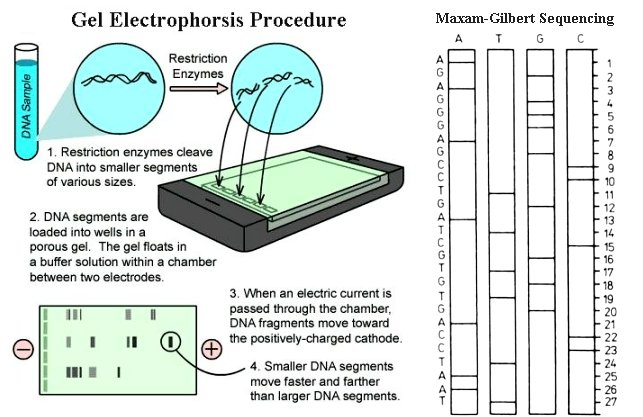 Gel Electrophorsis Procedure
DNA Sample
Restriction
Enzymes
1. Restriction enzymes cleave
DNA into smaller segments
of various sizes.
+
−
2. DNA segments are
loaded into wells in a
porous gel. The gel floats in
a buffer solution within a chamber
between two electrodes.
3. When an electric current is
passed through the chamber,
DNA fragments move toward
the positively-charged cathode.
−
+
4. Smaller DNA segments
move faster and farther
than larger DNA segments.
Maxam-Gilbert Sequencing
A T G C
A 1
G 2
A 3
G 4
G 5
G 6
A 7
G 8
C 9
C 10
T 11
G 12
A 13
T 14
C 15
G 16
T 17
G 18
T 19
G 20
A 21
C 22
C 23
T 24
A 25
A 26
T 27